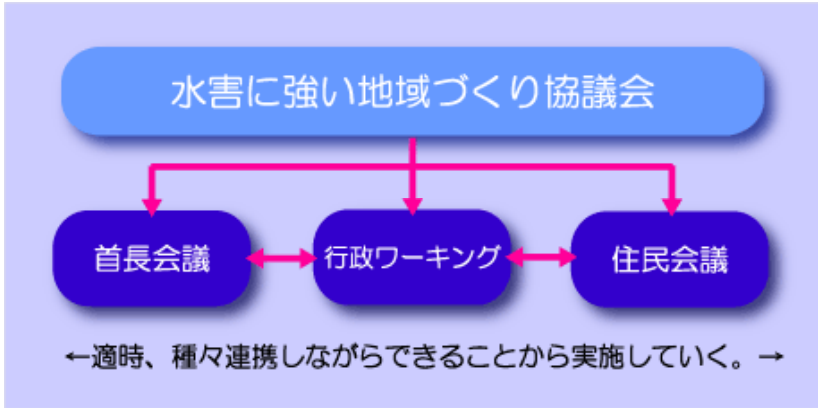 水害に強い地域づくり協議会
首長会議
行政ワーキング
住民会議
←適時、種々連携しながらできることから実施していく。→